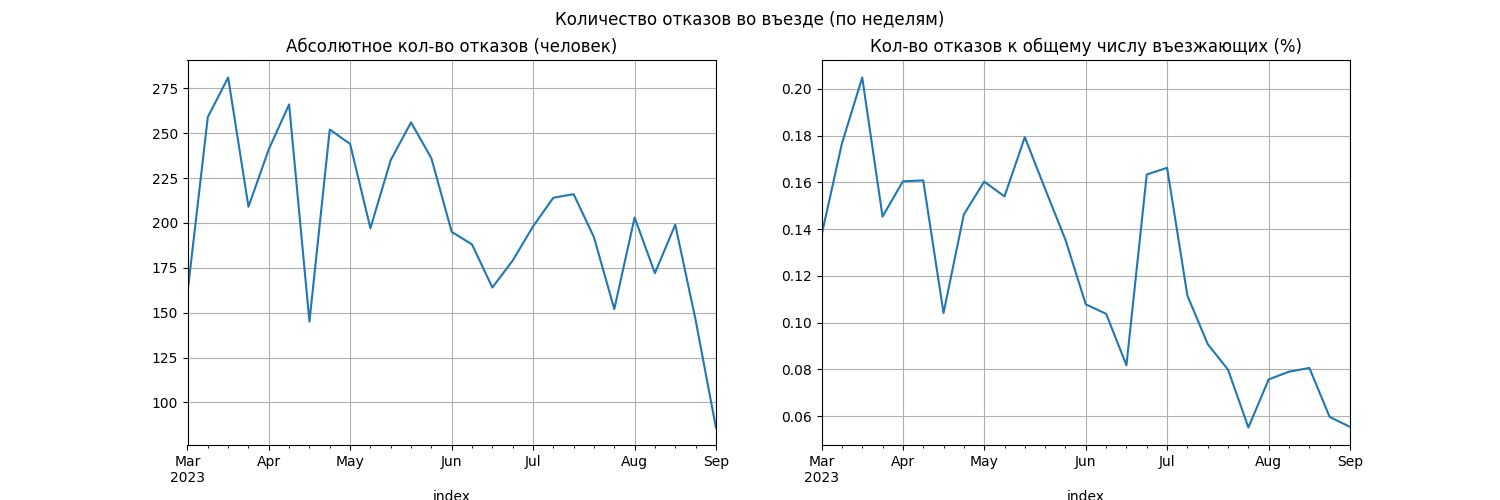 Количество отказов во въезде (по неделям)
Абсолютное кол-во отказов (человек)
275
250
225
200
175
150
125
100
Mar
2023
Apr
May
Jun
Jul
Aug
Sep
index
Кол-во отказов к общему числу въезжающих (%)
0.20
0.18
0.16
0.14
0.12
0.10
0.08
0.06
Mar
2023
Apr
May
Jun
Jul
Aug
Sep
index